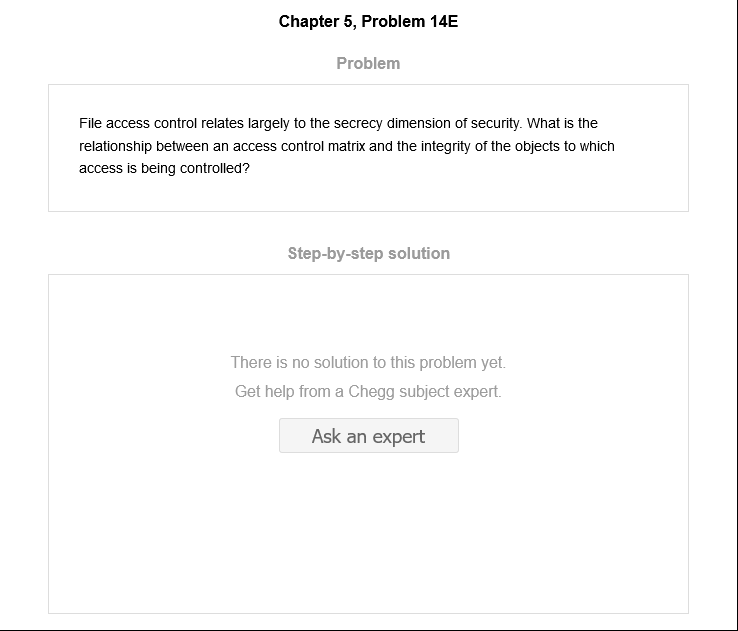 Chapter 5, Problem 14E
Problem
File access control relates largely to the secrecy dimension of security. What is the
relationship between an access control matrix and the integrity of the objects to which
access is being controlled?
Step-by-step solution
There is no solution to this problem yet.
Get help from a Chegg subject expert.
Ask an expert